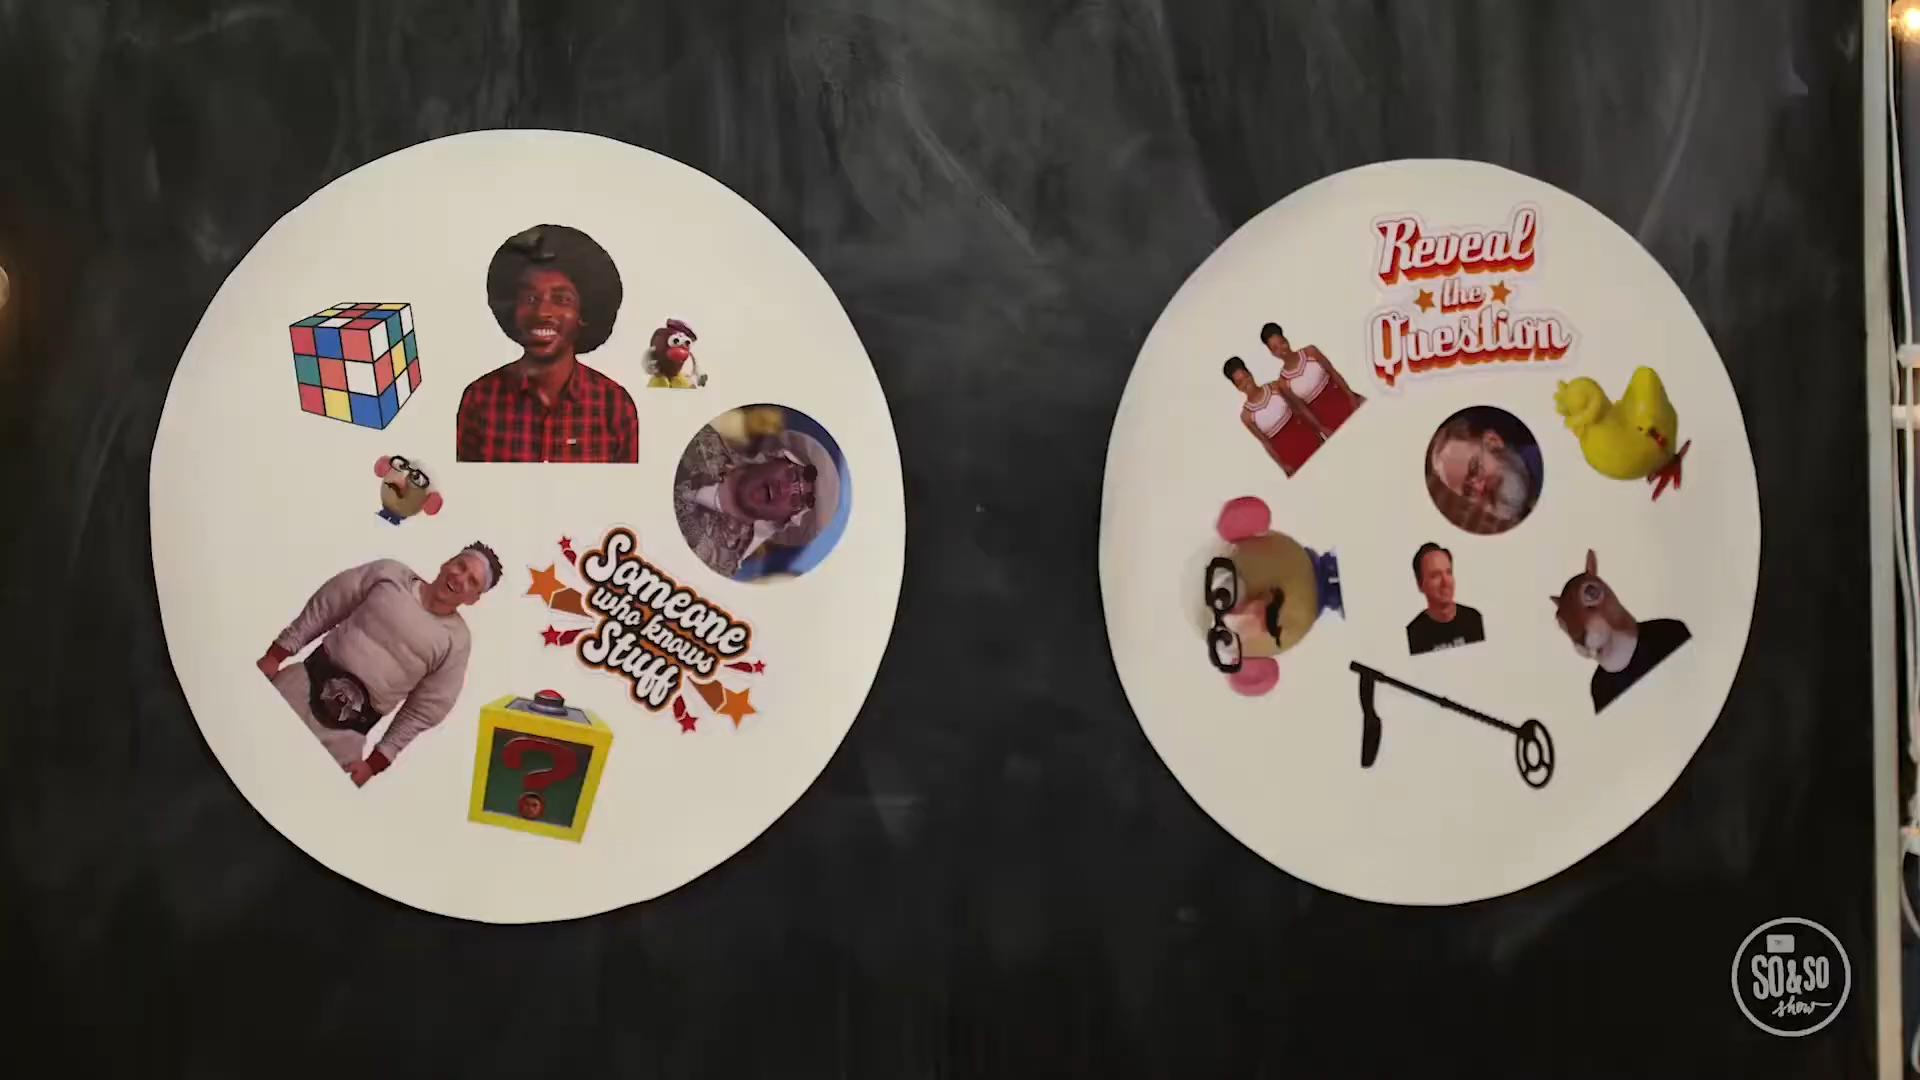 Reveal
the
Question
Someone
who knows
Stuff
?
SO&SO
show